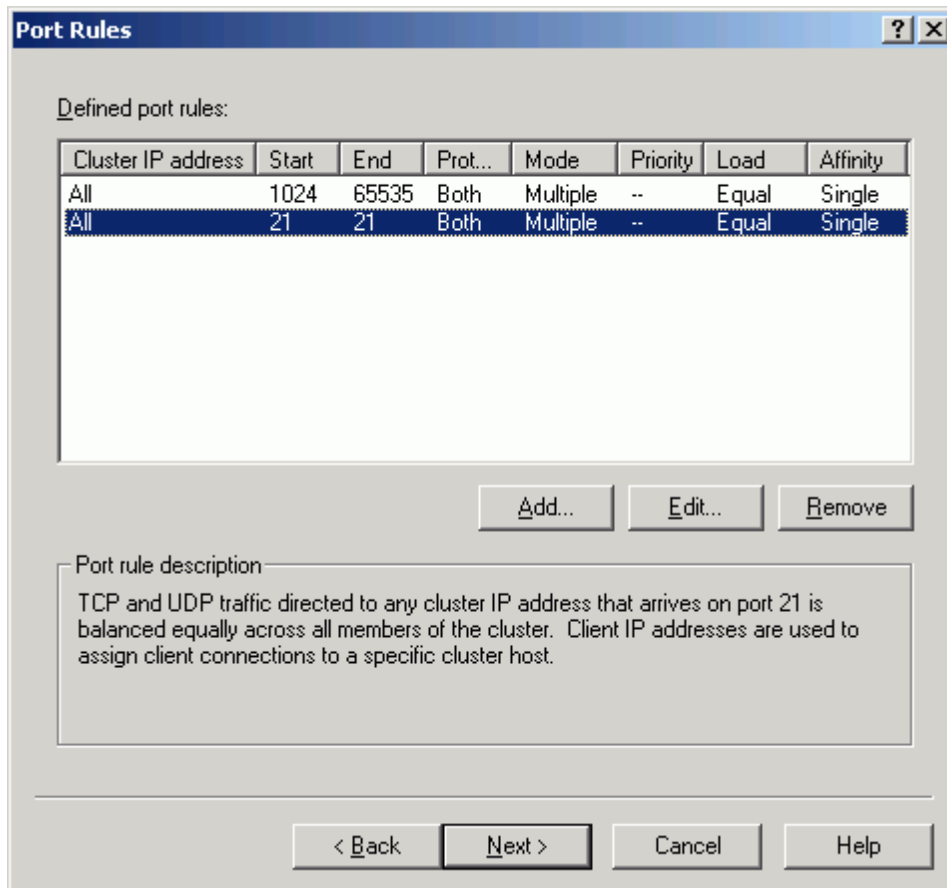 Port Rules
Defined port rules:
Cluster IP address Start End Prot... Mode Priority Load Affinity
All 1024 65535 Both Multiple -- Equal Single
All 21 21 Both Multiple -- Equal Single
Add... Edit... Remove
Port rule description
TCP and UDP traffic directed to any cluster IP address that arrives on port 21 is
balanced equally across all members of the cluster. Client IP addresses are used to
assign client connections to a specific cluster host.
< Back Next > Cancel Help